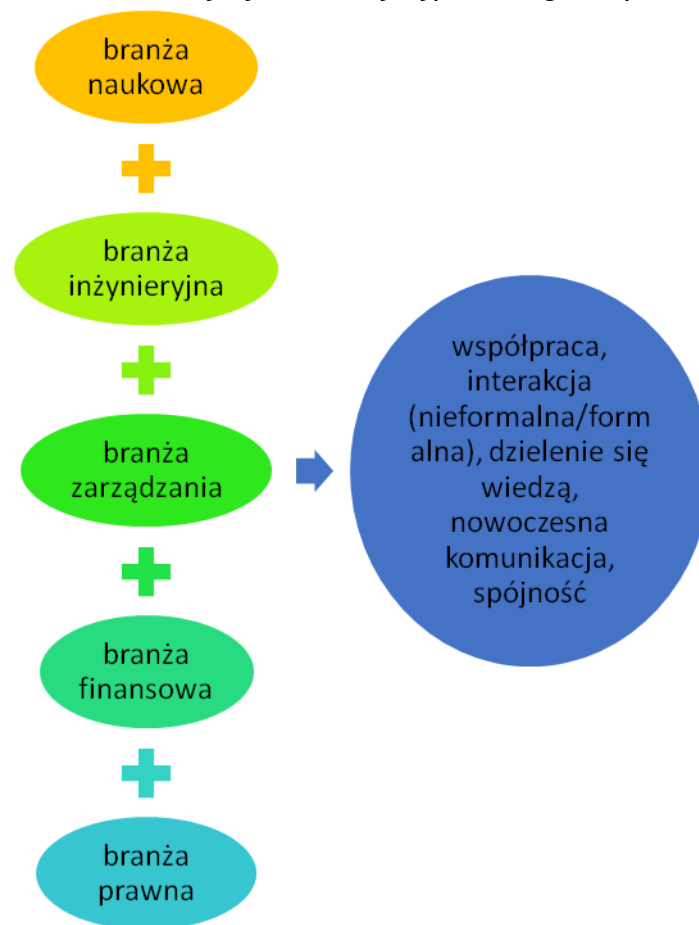 branża
naukowa
branża
inżynieryjna
branża
zarządzania
branża
finansowa
branża
prawna
współpraca,
interakcja
(nieformalna/form
alna), dzielenie się
wiedzą,
nowoczesna
komunikacja,
spójność